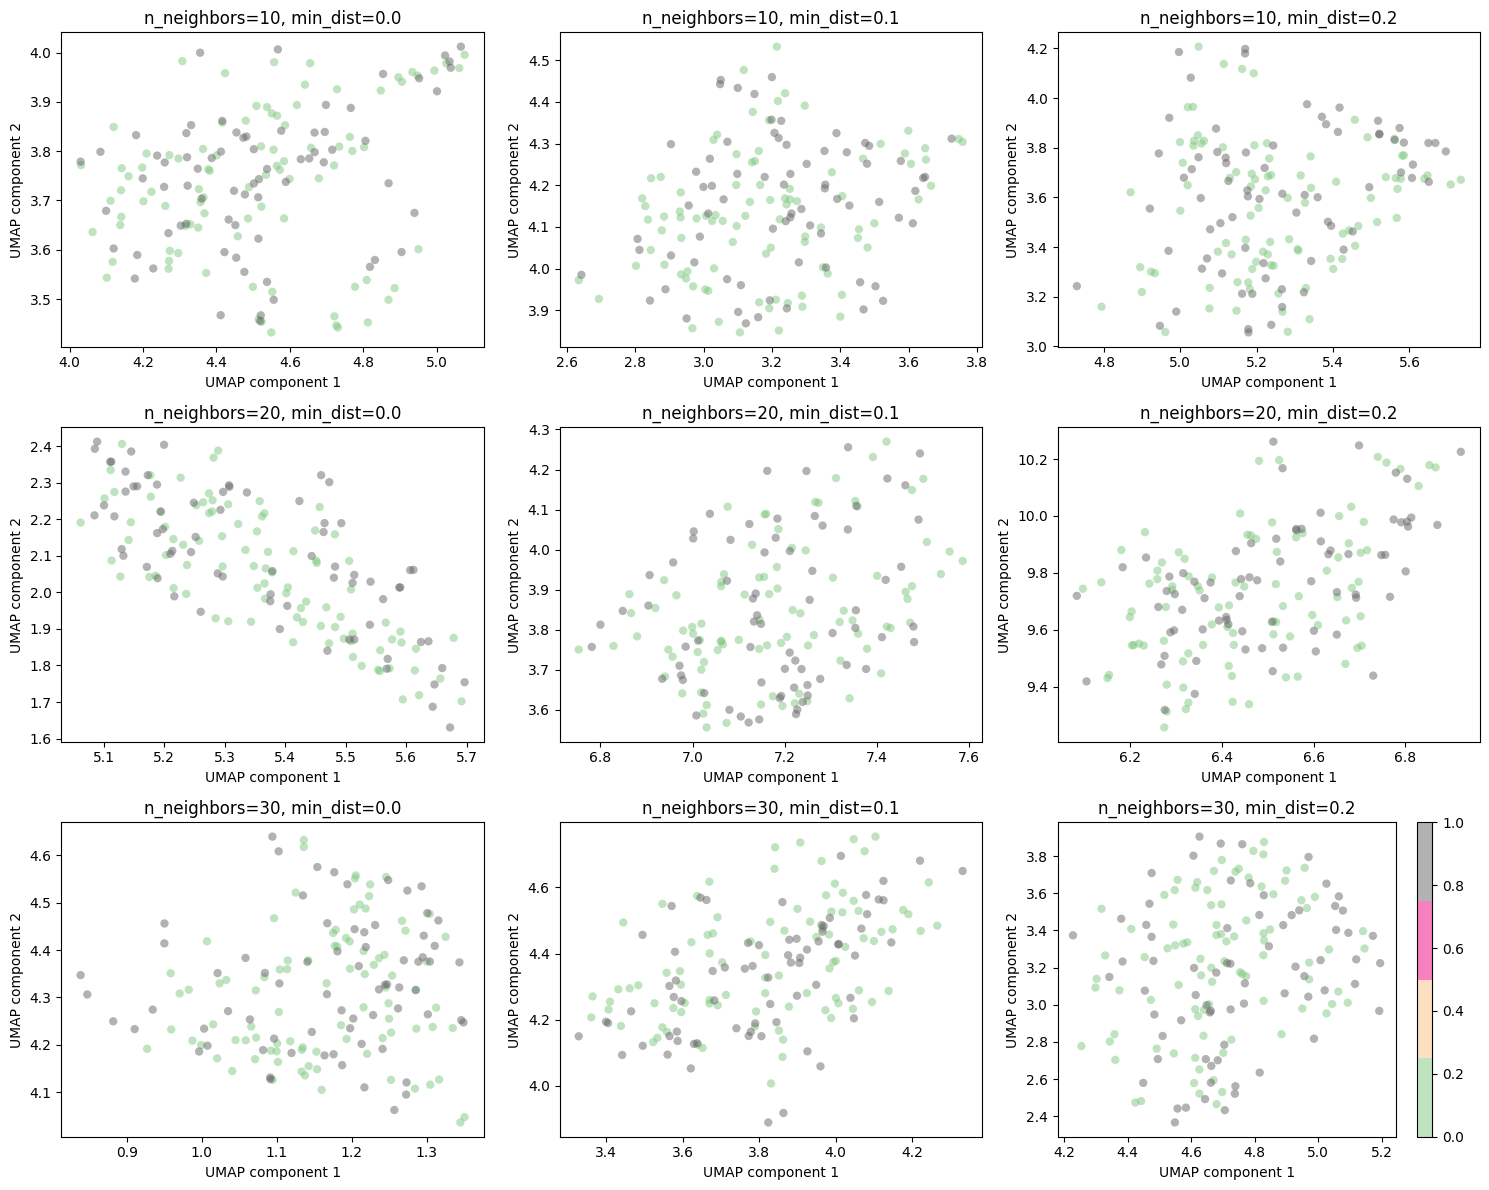 n_neighbors=10, min_dist=0.0
UMAP component 2
4.0
3.9
3.8
3.7
3.6
3.5
4.0 4.2 4.4 4.6 4.8 5.0
UMAP component 1
n_neighbors=10, min_dist=0.1
UMAP component 2
4.5
4.4
4.3
4.2
4.1
4.0
3.9
2.6 2.8 3.0 3.2 3.4 3.6 3.8
UMAP component 1
n_neighbors=10, min_dist=0.2
UMAP component 2
4.2
4.0
3.8
3.6
3.4
3.2
3.0
4.8 5.0 5.2 5.4 5.6
UMAP component 1
n_neighbors=20, min_dist=0.0
UMAP component 2
2.4
2.3
2.2
2.1
2.0
1.9
1.8
1.7
1.6
5.1 5.2 5.3 5.4 5.5 5.6 5.7
UMAP component 1
n_neighbors=20, min_dist=0.1
UMAP component 2
4.3
4.2
4.1
4.0
3.9
3.8
3.7
3.6
6.8 7.0 7.2 7.4 7.6
UMAP component 1
n_neighbors=20, min_dist=0.2
UMAP component 2
10.2
10.0
9.8
9.6
9.4
6.2 6.4 6.6 6.8
UMAP component 1
n_neighbors=30, min_dist=0.0
UMAP component 2
4.6
4.5
4.4
4.3
4.2
4.1
0.9 1.0 1.1 1.2 1.3
UMAP component 1
n_neighbors=30, min_dist=0.1
UMAP component 2
4.6
4.4
4.2
4.0
3.4 3.6 3.8 4.0 4.2
UMAP component 1
n_neighbors=30, min_dist=0.2
UMAP component 2
3.8
3.6
3.4
3.2
3.0
2.8
2.6
2.4
4.2 4.4 4.6 4.8 5.0 5.2
UMAP component 1
1.0
0.8
0.6
0.4
0.2
0.0